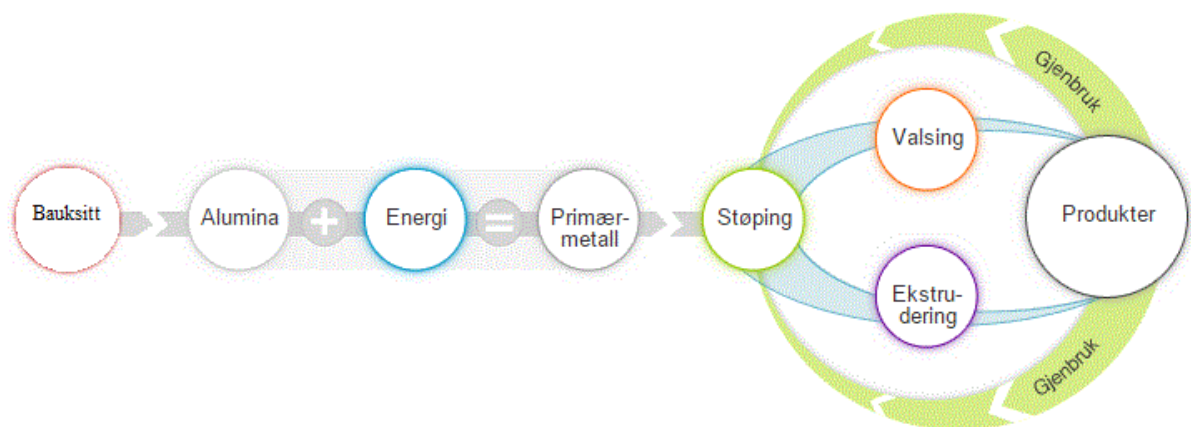 Bauksitt
Alumina
+
Energi
=
Primær-
metall
Støping
Valsing
Ekstru-
dering
Produkter
Gjenbruk
Gjenbruk